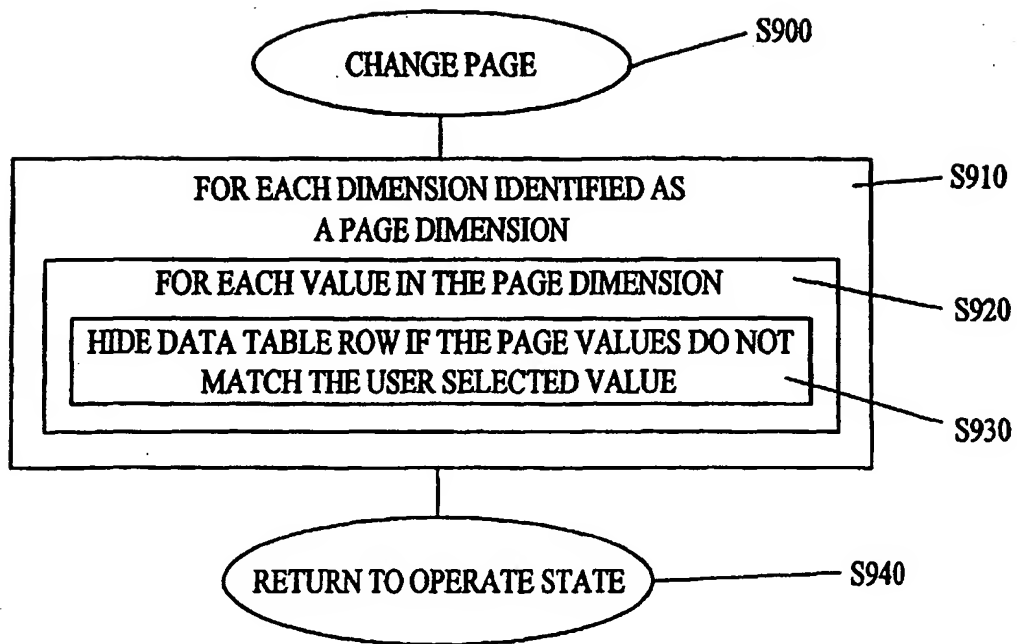 CHANGE PAGE
S900
FOR EACH DIMENSION IDENTIFIED AS
A PAGE DIMENSION
S910
FOR EACH VALUE IN THE PAGE DIMENSION
S920
HIDE DATA TABLE ROW IF THE PAGE VALUES DO NOT
MATCH THE USER SELECTED VALUE
S930
RETURN TO OPERATE STATE
S940